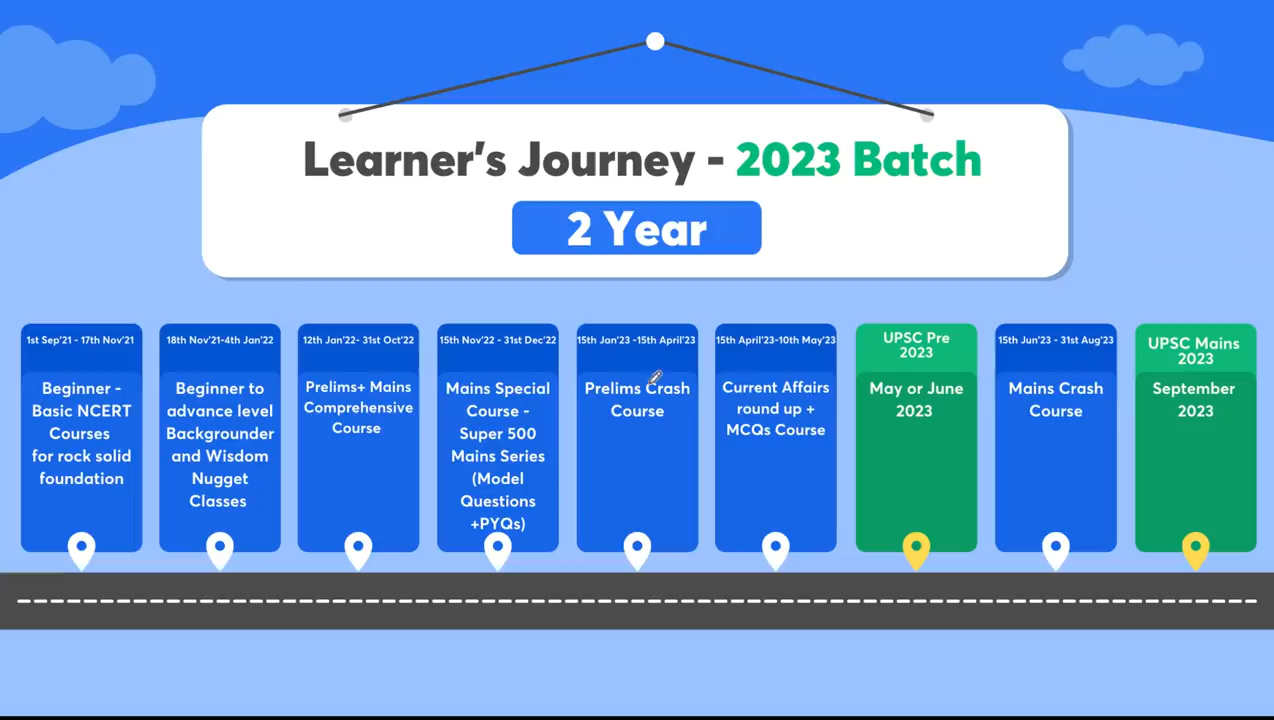 Learner's Journey - 2023 Batch
2 Year
1st Sep'21 - 17th Nov'21
Beginner -
Basic NCERT
Courses
for rock solid
foundation
18th Nov'21-4th Jan'22
Beginner to
advance level
Backgrounder
and Wisdom
Nugget
Classes
12th Jan'22- 31st Oct'22
Prelims+ Mains
Comprehensive
Course
15th Nov'22 - 31st Dec'22
Mains Special
Course -
Super 500
Mains Series
(Model
Questions
+PYQs)
15th Jan'23 -15th April'23
Prelims Crash
Course
15th April'23-10th May'23
Current Affairs
round up +
MCQs Course
UPSC Pre
2023
May or June
2023
15th Jun'23 - 31st Aug'23
Mains Crash
Course
UPSC Mains
2023
September
2023